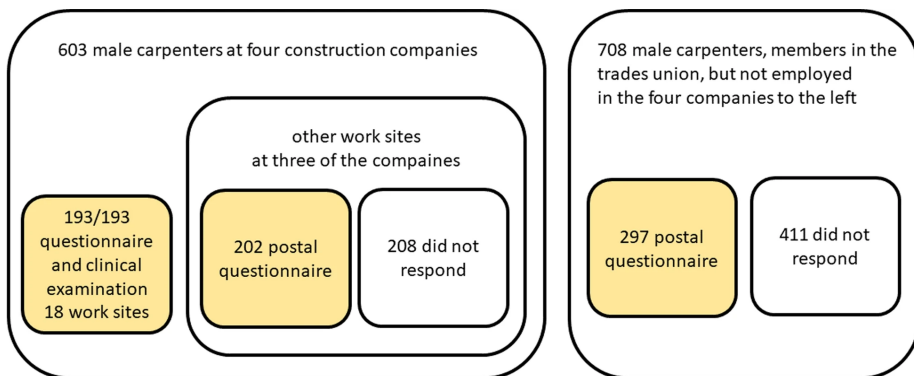 603 male carpenters at four construction companies
other work sites
at three of the compaines
193/193
questionnaire
and clinical
examination
18 work sites
202 postal
questionnaire
208 did not
respond
708 male carpenters, members in the
trades union, but not employed
in the four companies to the left
297 postal
questionnaire
411 did not
respond